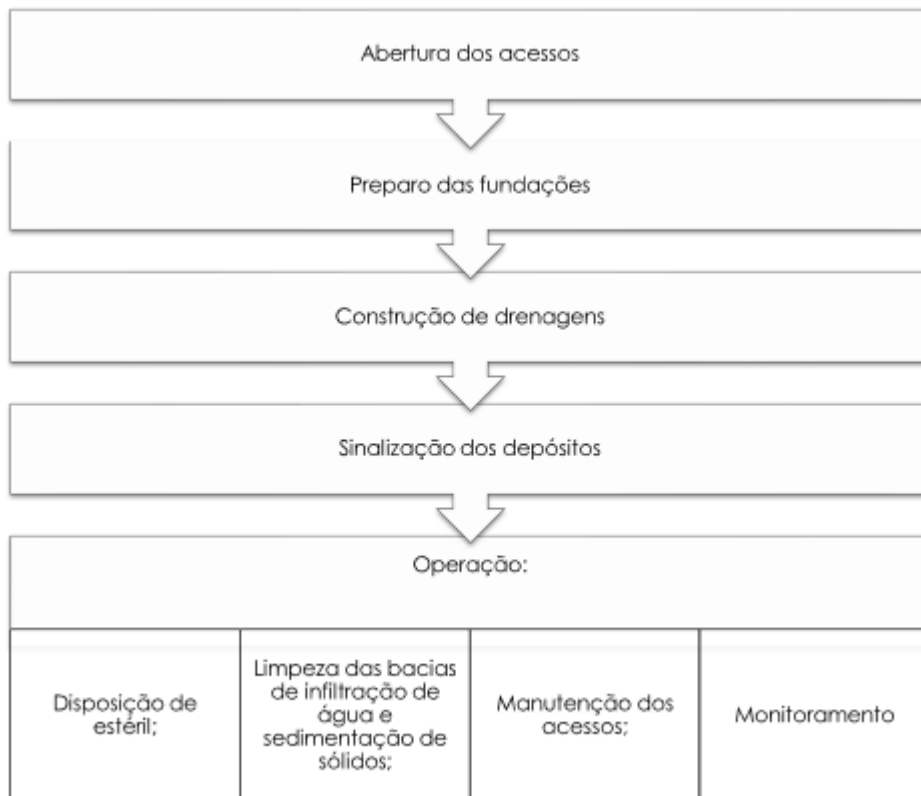 Abertura dos acessos
Preparo das fundações
Construção de drenagens
Sinalização dos depósitos
Operação:
Disposição de
estéril;
Limpeza das bacias
de infiltração de
água e
sedimentação de
sólidos;
Manutenção dos
acessos;
Monitoramento